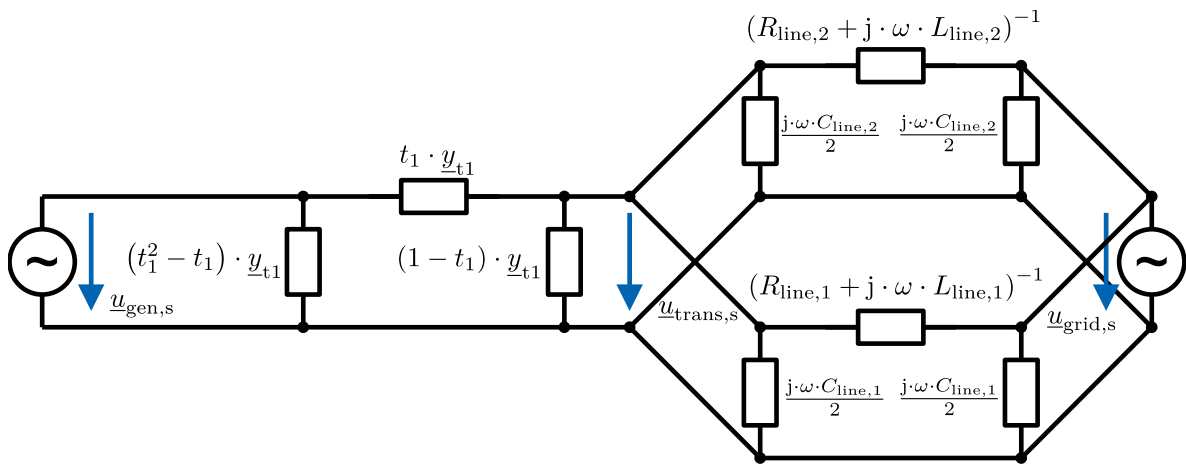 (R_line,2 + j · ω · L_line,2)^−1
j·ω·C_line,2 / 2
j·ω·C_line,2 / 2
t_1 · y_t1
(t_1^2 − t_1) · y_t1
(1 − t_1) · y_t1
u_gen,s
u_trans,s
(R_line,1 + j · ω · L_line,1)^−1
u_grid,s
j·ω·C_line,1 / 2
j·ω·C_line,1 / 2